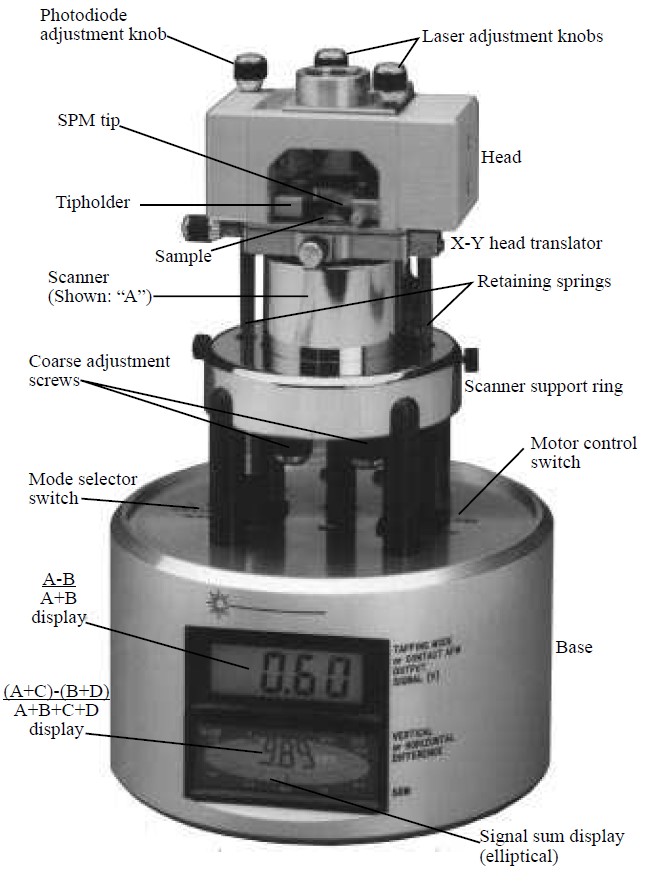 Photodiode
adjustment knob
Laser adjustment knobs
SPM tip
Head
Tipholder
Sample
X-Y head translator
Scanner
(Shown: “A”)
Retaining springs
Coarse adjustment
screws
Scanner support ring
Motor control
switch
Mode selector
switch
A-B
A+B
display
0.60
TAPPING MODE
or CONTACT AFM
OUTPUT
SIGNAL (V)
Base
(A+C)-(B+D)
A+B+C+D
display
VERTICAL
or HORIZONTAL
DIFFERENCE
SUM
Signal sum display
(elliptical)